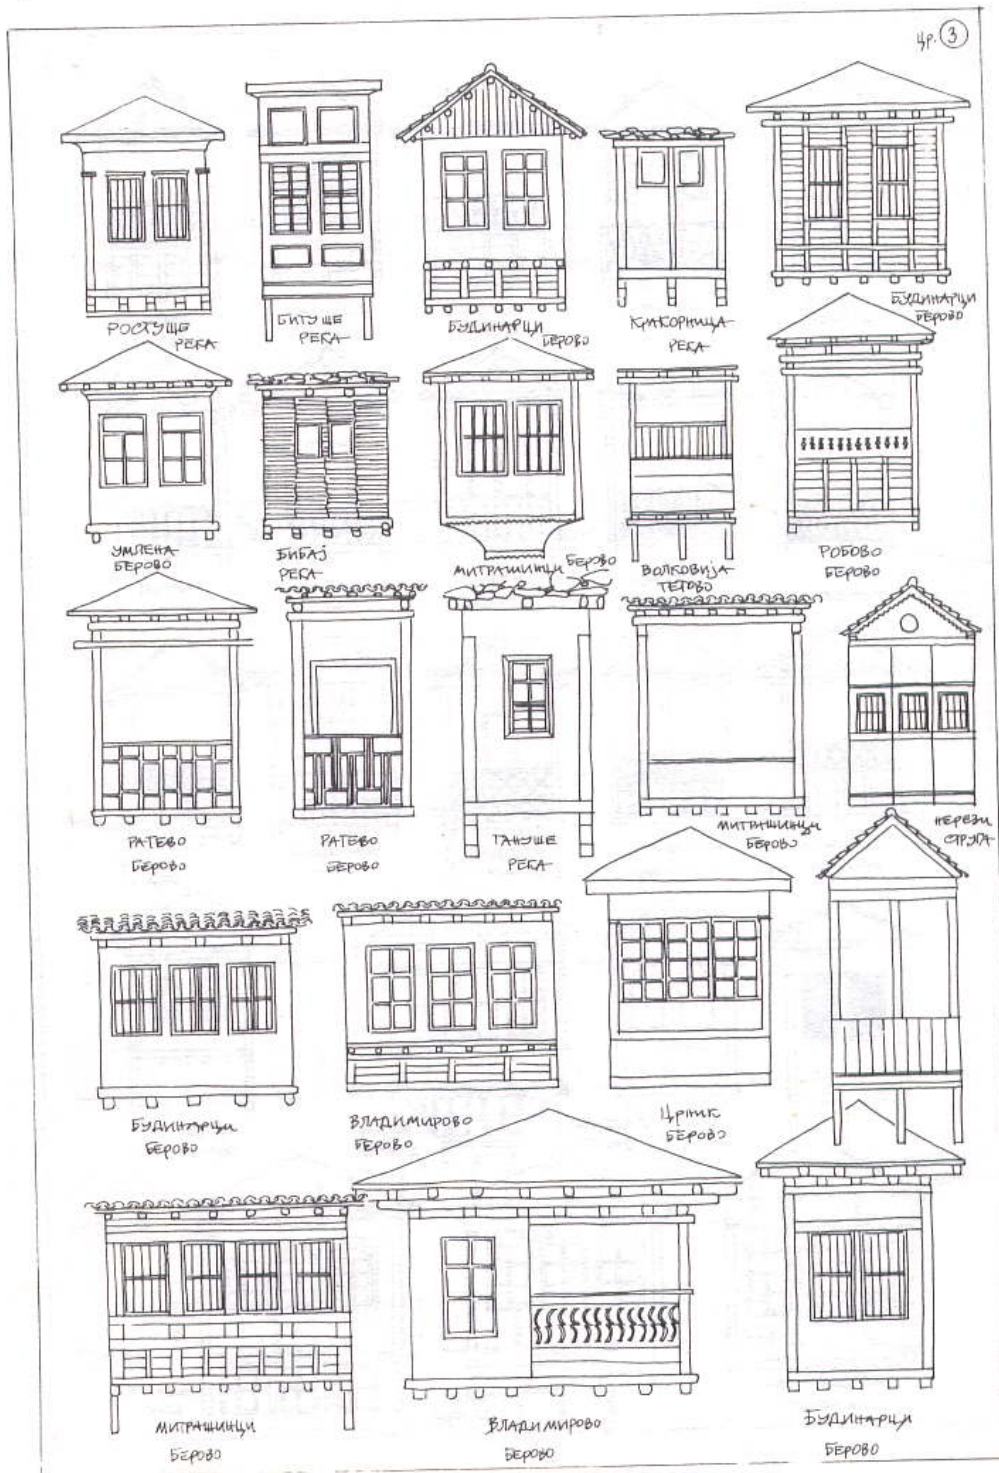 цр. 3
РОСТУШЕ
РЕКА
БИТУШЕ
РЕКА
БУДИНАРЦИ
БЕРОВО
КРАКОРНИЦА
РЕКА
БУДИНАРЦИ
БЕРОВО
УМЛЕНА
БЕРОВО
БИБАЈ
РЕКА
МИТРАШИНЦИ
БЕРОВО
ВОЛКОВИЈА
ТЕТОВО
РОБОВО
БЕРОВО
РАТЕВО
БЕРОВО
РАТЕВО
БЕРОВО
ТАНУШЕ
РЕКА
МИТРАШИНЦИ
БЕРОВО
НЕРЕЗИ
СТРУГА
БУДИНАРЦИ
БЕРОВО
ВЛАДИМИРОВО
БЕРОВО
ЦРНИК
БЕРОВО
МИТРАШИНЦИ
БЕРОВО
ВЛАДИМИРОВО
БЕРОВО
БУДИНАРЦИ
БЕРОВО